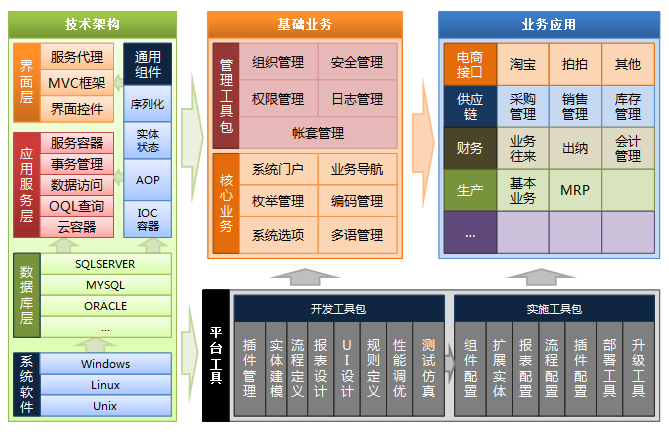 技术架构
界面层
服务代理
MVC框架
界面控件
通用
组件
序列化
实体
状态
AOP
IOC
容器
应用服务层
服务容器
事务管理
数据访问
OQL查询
云容器
数据库层
SQLSERVER
MYSQL
ORACLE
...
系统软件
Windows
Linux
Unix
基础业务
管理工具包
组织管理
安全管理
权限管理
日志管理
帐套管理
核心业务
系统门户
业务导航
枚举管理
编码管理
系统选项
多语管理
业务应用
电商
接口
淘宝
拍拍
其他
供应
链
采购
管理
销售
管理
库存
管理
财务
业务
往来
出纳
会计
管理
生产
基本
业务
MRP
...
平台工具
开发工具包
插件管理
实体建模
流程定义
报表设计
UI设计
规则定义
性能调优
测试仿真
实施工具包
组件配置
扩展实体
报表配置
流程配置
插件配置
部署工具
升级工具